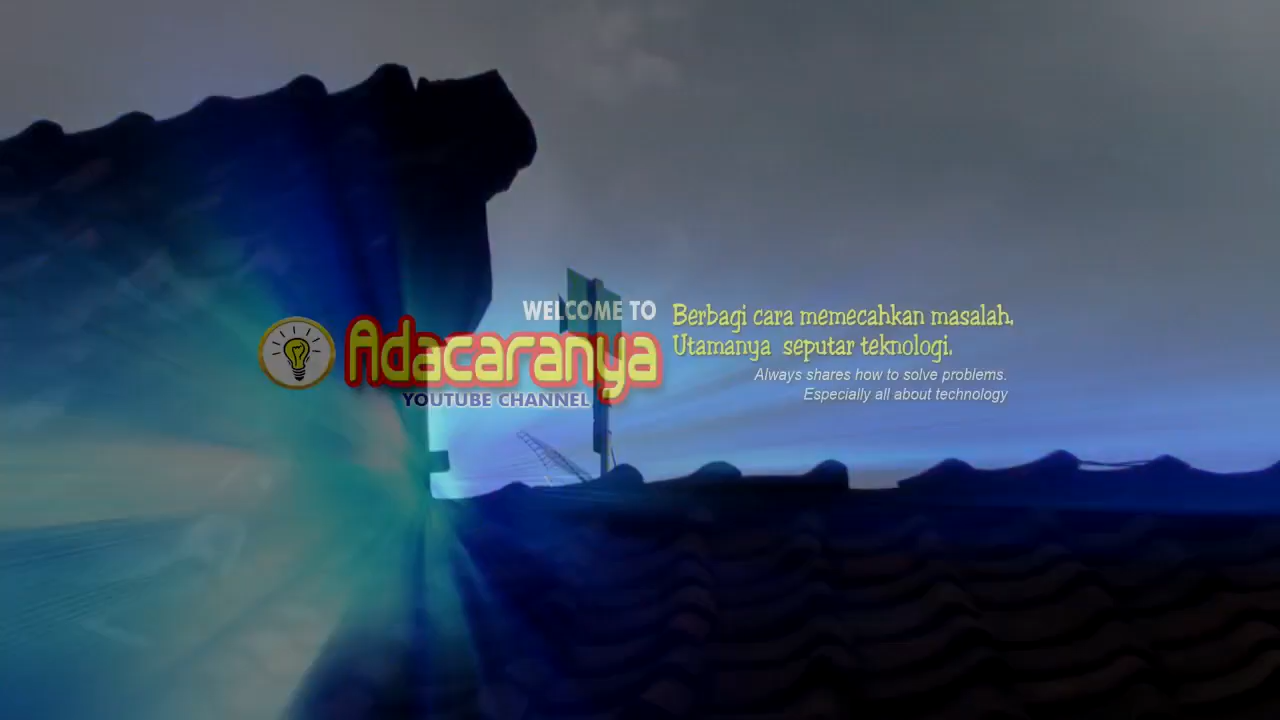 WELCOME TO
Adacaranya
YOUTUBE CHANNEL
Berbagi cara memecahkan masalah.
Utamanya seputar teknologi.
Always shares how to solve problems.
Especially all about technology